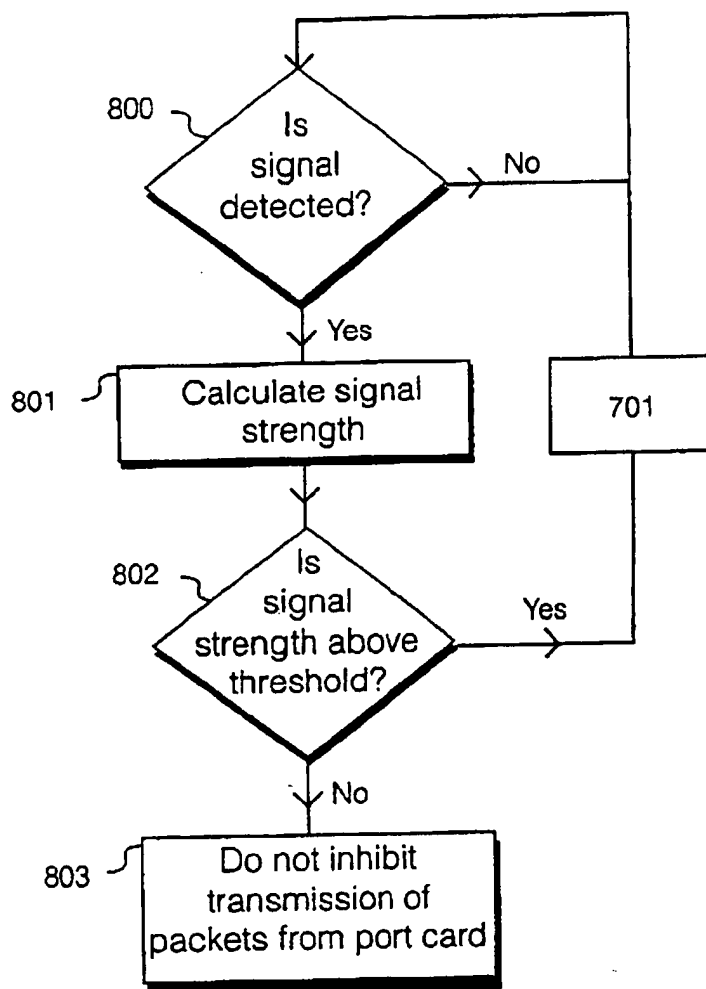 800
Is
signal
detected?
No
Yes
801
Calculate signal
strength
701
802
Is
signal
strength above
threshold?
Yes
No
803
Do not inhibit
transmission of
packets from port card